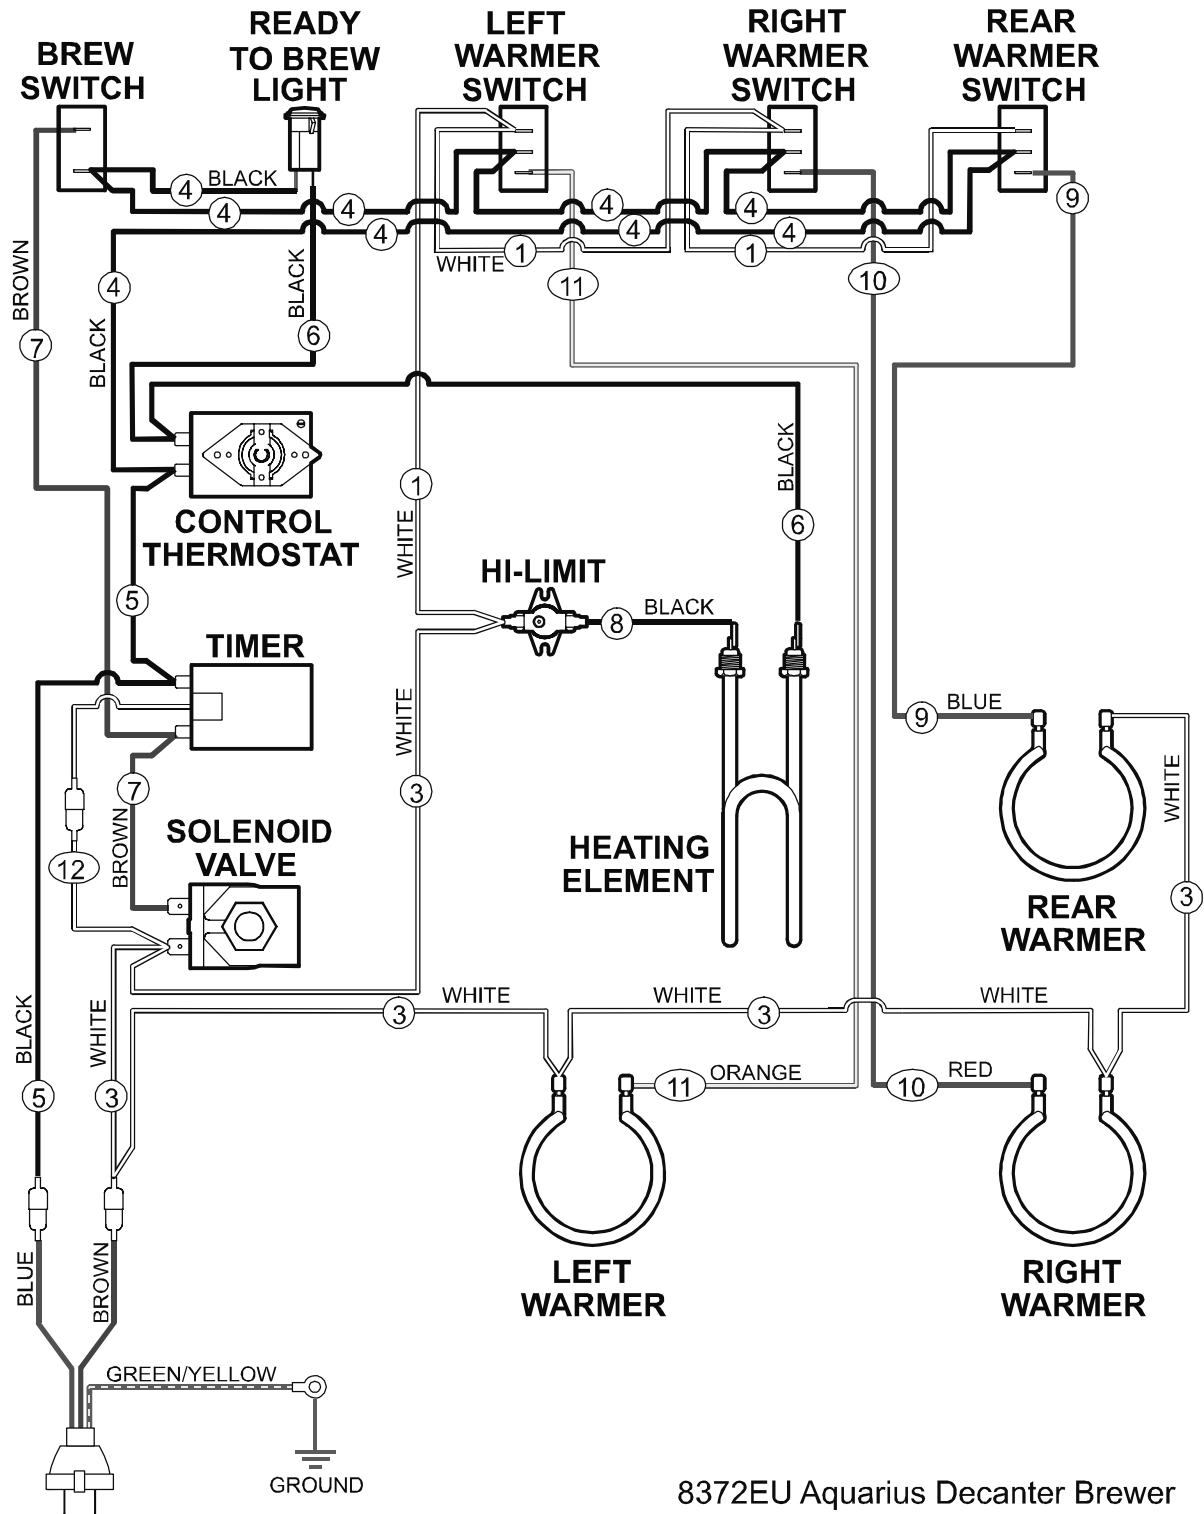 BREW
SWITCH
READY
TO BREW
LIGHT
LEFT
WARMER
SWITCH
RIGHT
WARMER
SWITCH
REAR
WARMER
SWITCH
4
BLACK
4
4
4
4
4
4
4
9
1
WHITE
1
11
10
BROWN
7
4
BLACK
BLACK
6
CONTROL
THERMOSTAT
1
WHITE
BLACK
6
5
HI-LIMIT
8
BLACK
TIMER
WHITE
3
9
BLUE
WHITE
3
7
BROWN
12
SOLENOID
VALVE
HEATING
ELEMENT
REAR
WARMER
BLACK
5
WHITE
3
3
WHITE
WHITE
3
WHITE
11
ORANGE
10
RED
LEFT
WARMER
RIGHT
WARMER
BLUE
BROWN
GREEN/YELLOW
GROUND
8372EU Aquarius Decanter Brewer